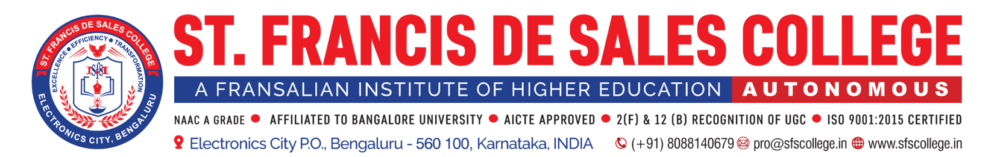 ST. FRANCIS DE SALES COLLEGE
EXCELLENCE • EFFICIENCY • TRANSFORMATION
SFS
ELECTRONICS CITY, BENGALURU
ST. FRANCIS DE SALES COLLEGE
A FRANSALIAN INSTITUTE OF HIGHER EDUCATION AUTONOMOUS
NAAC A GRADE • AFFILIATED TO BANGALORE UNIVERSITY • AICTE APPROVED • 2(F) & 12 (B) RECOGNITION OF UGC • ISO 9001:2015 CERTIFIED
Electronics City P.O., Bengaluru - 560 100, Karnataka, INDIA (+91) 8088140679 pro@sfscollege.in www.sfscollege.in